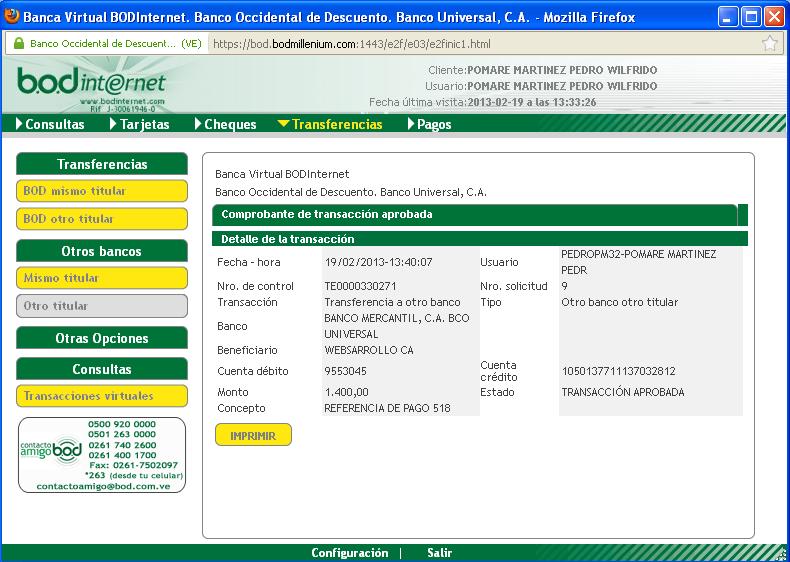 Banca Virtual BODInternet. Banco Occidental de Descuento. Banco Universal, C.A. - Mozilla Firefox
Banco Occidental de Descuent... (VE) https://bod.bodmillenium.com:1443/e2f/e03/e2finic1.html
bodintern@t
www.bodinternet.com
Rif J-30061946-0
Cliente:POMARE MARTINEZ PEDRO WILFRIDO
Usuario:POMARE MARTINEZ PEDRO WILFRIDO
Fecha última visita:2013-02-19 a las 13:33:26
Consultas Tarjetas Cheques Transferencias Pagos
Transferencias
BOD mismo titular
BOD otro titular
Otros bancos
Mismo titular
Otro titular
Otras Opciones
Consultas
Transacciones virtuales
contacto
amigobod
0500 920 0000
0501 263 0000
0261 740 2600
0261 400 1700
Fax: 0261-7502097
*263 (desde tu celular)
contactoamigo@bod.com.ve
Banca Virtual BODInternet
Banco Occidental de Descuento. Banco Universal, C.A.
Comprobante de transacción aprobada
Detalle de la transacción
Fecha - hora 19/02/2013-13:40:07 Usuario PEDROPM32-POMARE MARTINEZ PEDR
Nro. de control TE0000330271 Nro. solicitud 9
Transacción Transferencia a otro banco Tipo Otro banco otro titular
Banco BANCO MERCANTIL, C.A. BCO UNIVERSAL
Beneficiario WEBSARROLLO CA
Cuenta débito 9553045 Cuenta crédito 1050137711137032812
Monto 1.400,00 Estado TRANSACCIÓN APROBADA
Concepto REFERENCIA DE PAGO 518
IMPRIMIR
Configuración | Salir